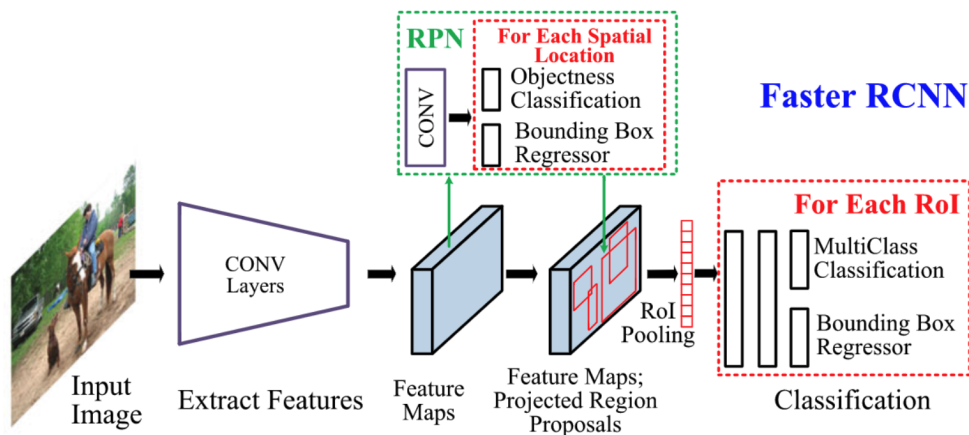 RPN
For Each Spatial
Location
CONV
Objectness
Classification
Bounding Box
Regressor
Faster RCNN
For Each RoI
MultiClass
Classification
Bounding Box
Regressor
CONV
Layers
RoI
Pooling
Input
Image
Extract Features
Feature
Maps
Feature Maps;
Projected Region
Proposals
Classification